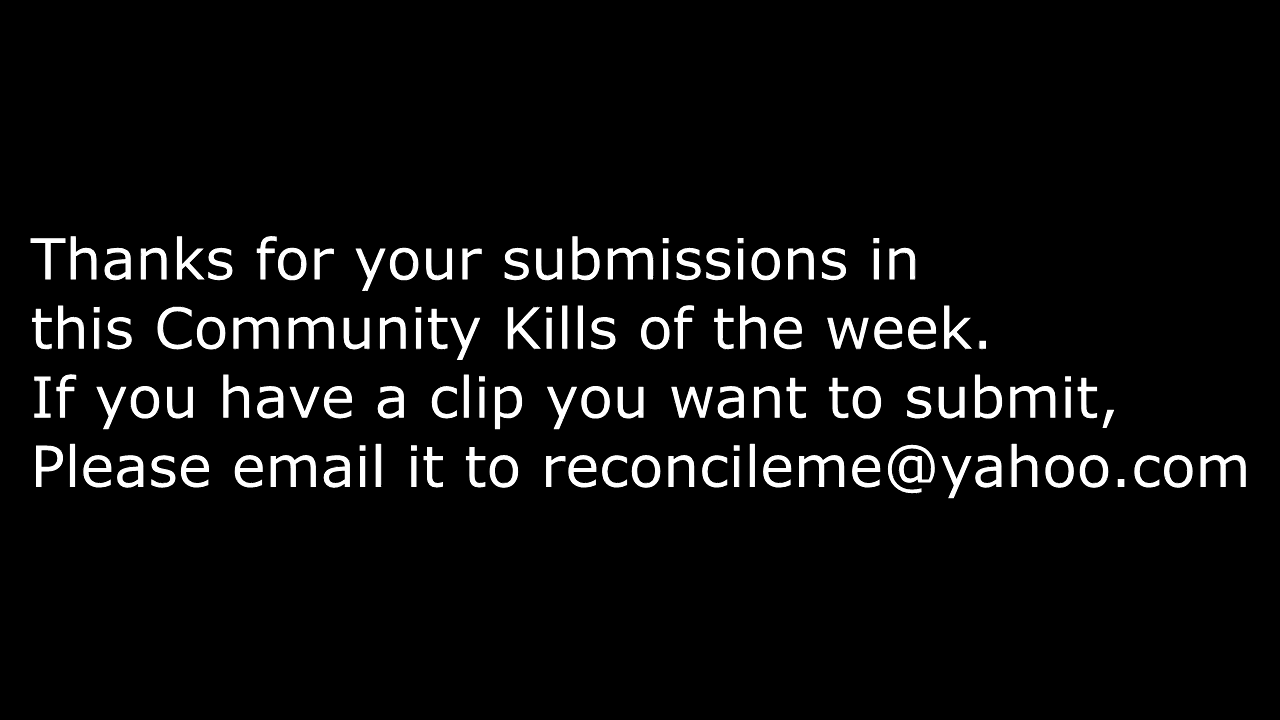 Thanks for your submissions in
this Community Kills of the week.
If you have a clip you want to submit,
Please email it to reconcileme@yahoo.com